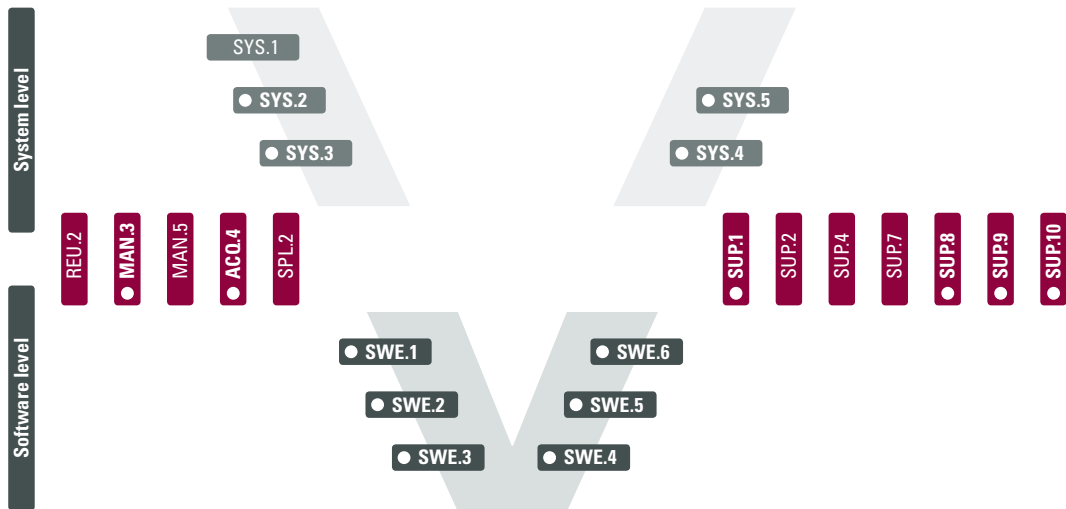 System level
SYS.1
SYS.2
SYS.3
SYS.5
SYS.4
REU.2
MAN.3
MAN.5
ACQ.4
SPL.2
SUP.1
SUP.2
SUP.4
SUP.7
SUP.8
SUP.9
SUP.10
Software level
SWE.1
SWE.2
SWE.3
SWE.6
SWE.5
SWE.4